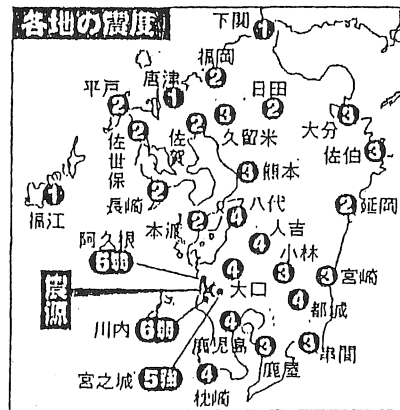 各地の震度
下関
1
福岡
2
唐津
1
平戸
2
日田
2
佐世保
2
佐賀
2
久留米
3
大分
3
佐伯
3
熊本
3
福江
1
長崎
2
本渡
2
八代
4
延岡
2
阿久根
5弱
人吉
4
小林
3
宮崎
3
大口
4
都城
4
震源
川内
6弱
鹿児島
4
宮之城
5強
枕崎
4
鹿屋
3
串間
3